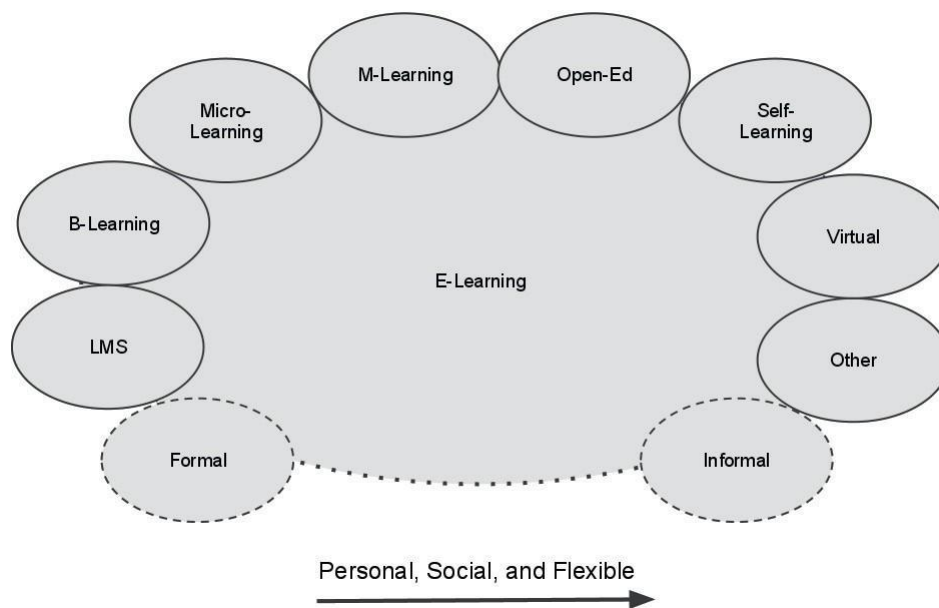 M-Learning
Open-Ed
Micro-
Learning
Self-
Learning
B-Learning
Virtual
E-Learning
LMS
Other
Formal
Informal
Personal, Social, and Flexible